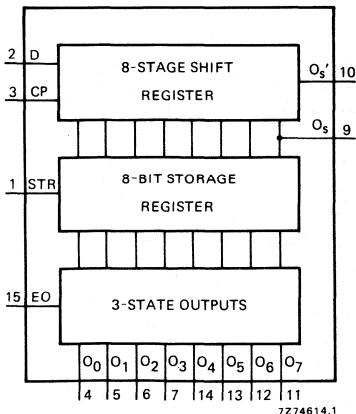 2 D
8-STAGE SHIFT
REGISTER
Os' 10
3 CP
Os 9
1 STR
8-BIT STORAGE
REGISTER
15 EO
3-STATE OUTPUTS
O0 O1 O2 O3 O4 O5 O6 O7
4 5 6 7 14 13 12 11
7Z74614.1